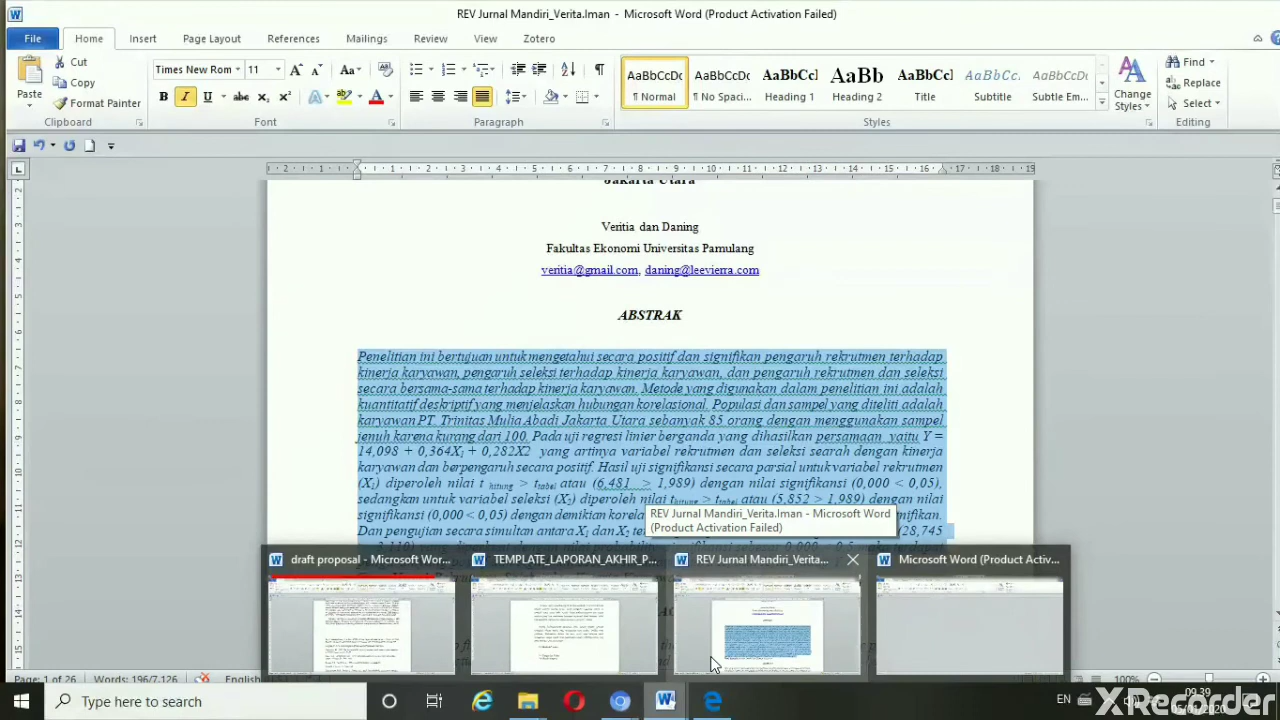 REV Jurnal Mandiri_Verita.Iman - Microsoft Word (Product Activation Failed)
File Home Insert Page Layout References Mailings Review View Zotero
Paste
Cut
Copy
Format Painter
Clipboard
Times New Rom 11
Font
Paragraph
AaBbCcDc AaBbCcDc AaBbCc] AaBb AaBbCc] AaBbCcDc AaBbCcDc
¶ Normal ¶ No Spaci... Heading 1 Heading 2 Title Subtitle Subtle Em...
Styles
Change
Styles
Find
Replace
Select
Editing
Jakarta Utara
Veritia dan Daning
Fakultas Ekonomi Universitas Pamulang
veritia@gmail.com, daning@leevierra.com
ABSTRAK
Penelitian ini bertujuan untuk mengetahui secara positif dan signifikan pengaruh rekrutmen terhadap
kinerja karyawan, pengaruh seleksi terhadap kinerja karyawan, dan pengaruh rekrutmen dan seleksi
secara bersama-sama terhadap kinerja karyawan. Metode yang digunakan dalam penelitian ini adalah
kuantitatif deskriptif yang menjelaskan hubungan korelasional. Populasi dan sampel yang diteliti adalah
karyawan PT. Trinitas Mulia Abadi Jakarta Utara sebanyak 85 orang dengan menggunakan sampel
jenuh karena kurang dari 100. Pada uji regresi linier berganda yang dihasilkan persamaan yaitu Y =
14,098 + 0,364X1 + 0,282X2 yang artinya variabel rekrutmen dan seleksi searah dengan kinerja
karyawan dan berpengaruh secara positif. Hasil uji signifikansi secara parsial untuk variabel rekrutmen
(X1) diperoleh nilai t hitung > ttabel atau (6,481 > 1,989) dengan nilai signifikansi (0,000 < 0,05),
sedangkan untuk variabel seleksi (X2) diperoleh nilai thitung > ttabel atau (5,852 > 1,989) dengan nilai
signifikansi (0,000 < 0,05) dengan demikian
REV Jurnal Mandiri_Verita.Iman - Microsoft Word
(Product Activation Failed)
Dan pengujian secara simultan antara X1 dan X2 (28,745
draft proposal - Microsoft Wor...
TEMPLATE_LAPORAN_AKHIR_P...
REV Jurnal Mandiri_Verita...
Microsoft Word (Product Activ...
100%
Type here to search
EN
09.39
05/01/2020
XRecorder